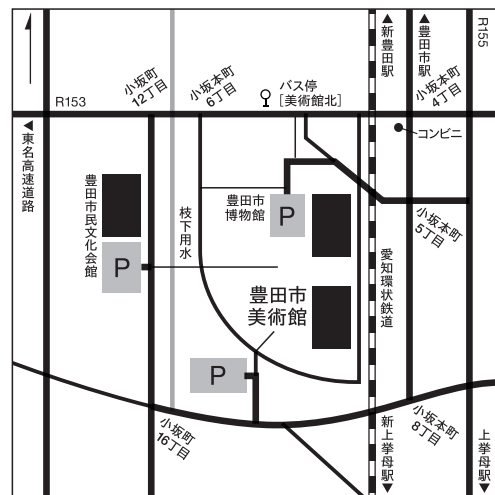 ▲新豊田駅
▲豊田市駅
R155
小坂町
12丁目
小坂本町
6丁目
バス停
[美術館北]
小坂本町
4丁目
R153
コンビニ
▲東名高速道路
豊田市民文化会館
枝下用水
豊田市
博物館
P
小坂本町
5丁目
P
愛知環状鉄道
豊田市
美術館
P
小坂町
16丁目
新上挙母駅▼
小坂本町
8丁目
上挙母駅▼